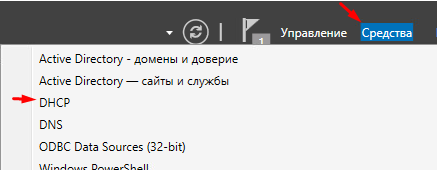 Управление Средства
1
Active Directory - домены и доверие
Active Directory — сайты и службы
DHCP
DNS
ODBC Data Sources (32-bit)
Windows PowerShell